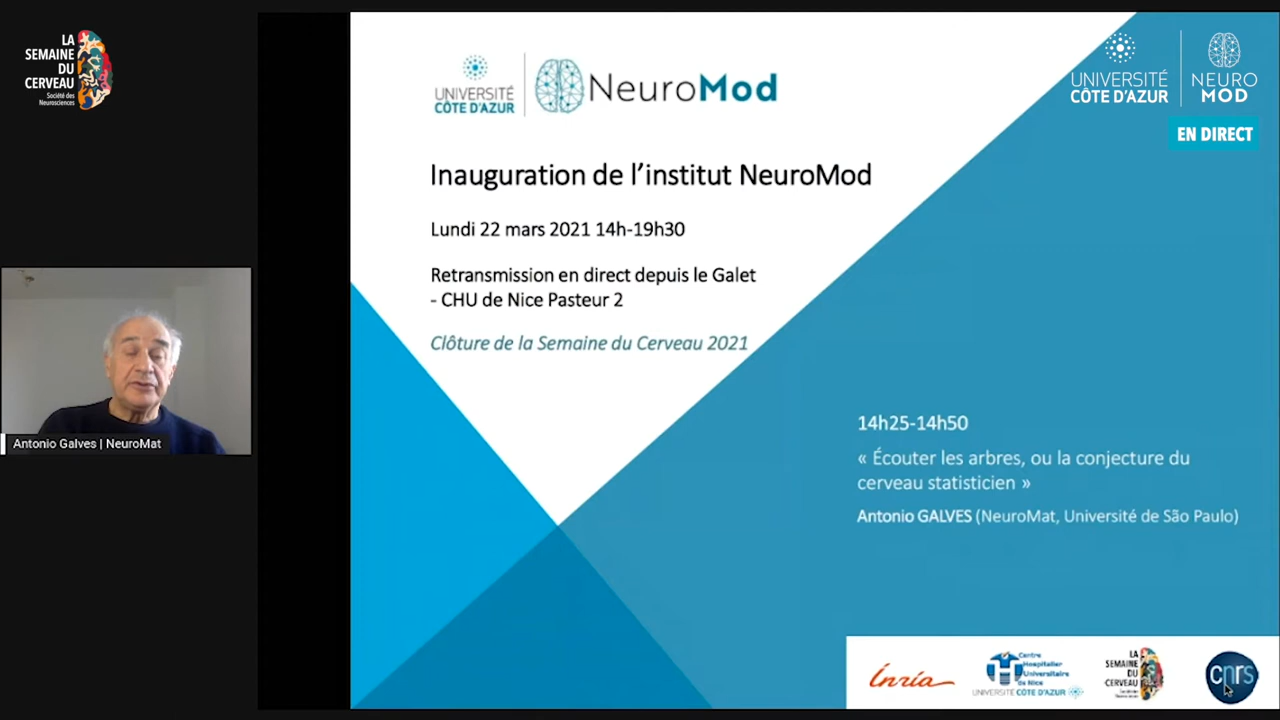 LA
SEMAINE
DU
CERVEAU
Société des
Neurosciences
UNIVERSITÉ
CÔTE D'AZUR
NeuroMod
UNIVERSITÉ
CÔTE D'AZUR
NEURO
MOD
EN DIRECT
Inauguration de l'institut NeuroMod
Lundi 22 mars 2021 14h-19h30
Retransmission en direct depuis le Galet
- CHU de Nice Pasteur 2
Clôture de la Semaine du Cerveau 2021
Antonio Galves | NeuroMat
14h25-14h50
« Écouter les arbres, ou la conjecture du
cerveau statisticien »
Antonio GALVES (NeuroMat, Université de São Paulo)
Inria
Centre
Hospitalier
Universitaire
de Nice
UNIVERSITÉ CÔTE D'AZUR
LA
SEMAINE
DU
CERVEAU
cnrs